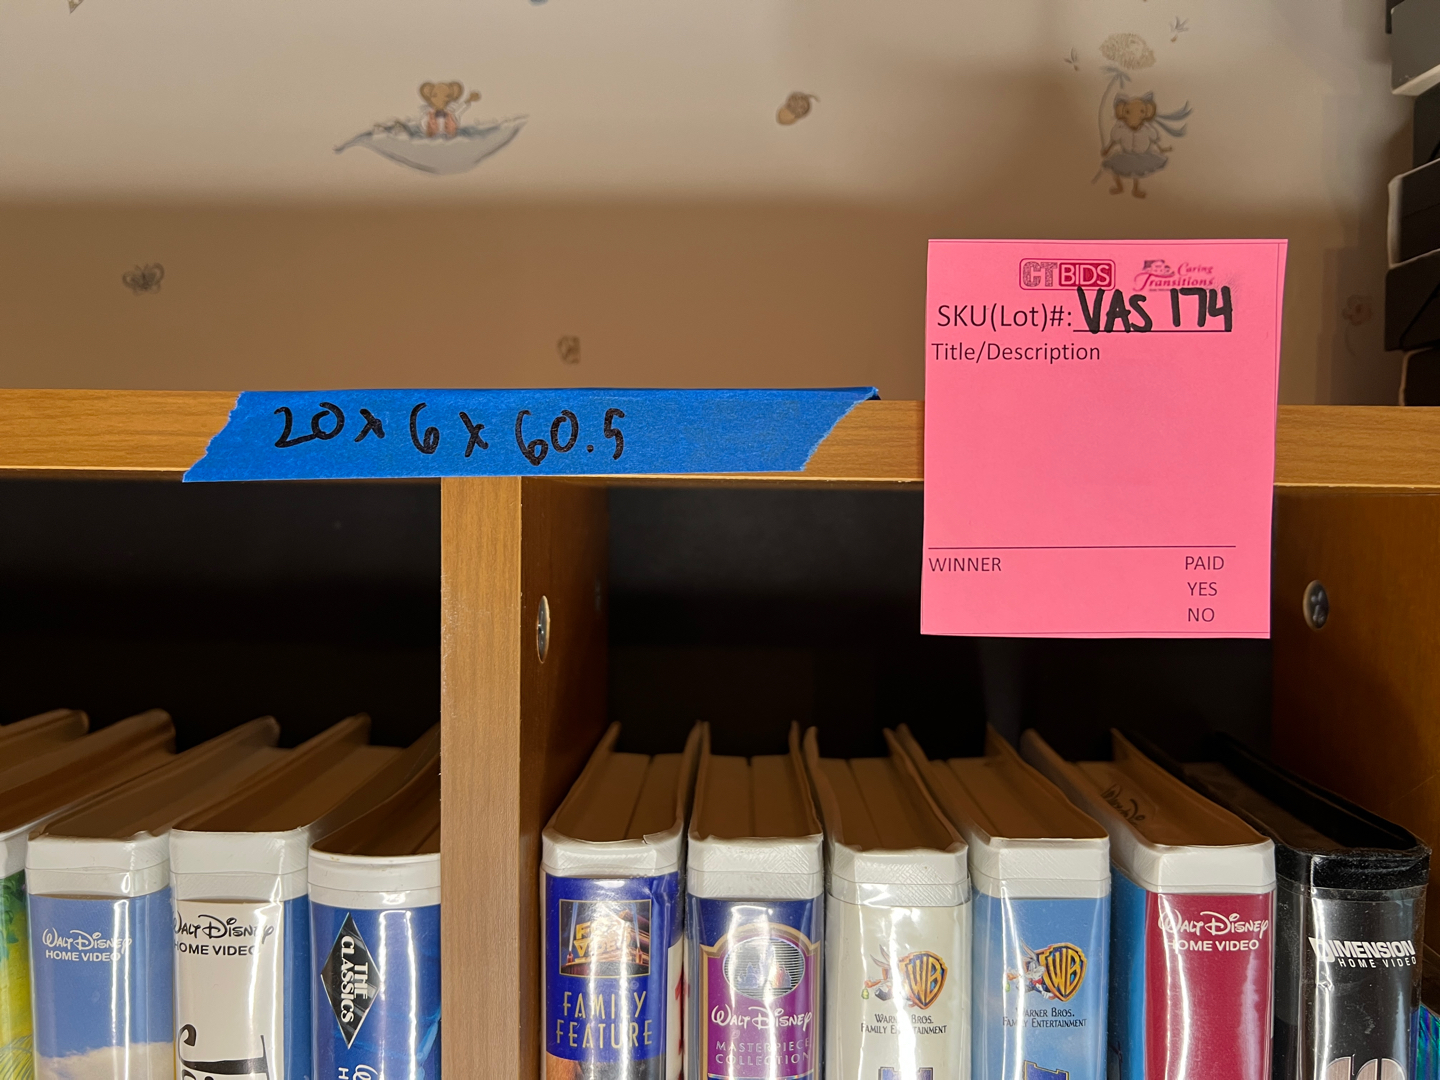 CTBIDS
Caring
Transitions
SKU(Lot)#: VAS 174
Title/Description
20 x 6 x 60.5
WINNER
PAID
YES
NO
WALT DISNEY
HOME VIDEO
WALT DISNEY
HOME VIDEO
THE
CLASSICS
FAMILY
FEATURE
WALT DISNEY
MASTERPIECE
COLLECTION
WB
WARNER BROS.
FAMILY ENTERTAINMENT
WB
WARNER BROS.
FAMILY ENTERTAINMENT
WALT DISNEY
HOME VIDEO
DIMENSION
HOME VIDEO